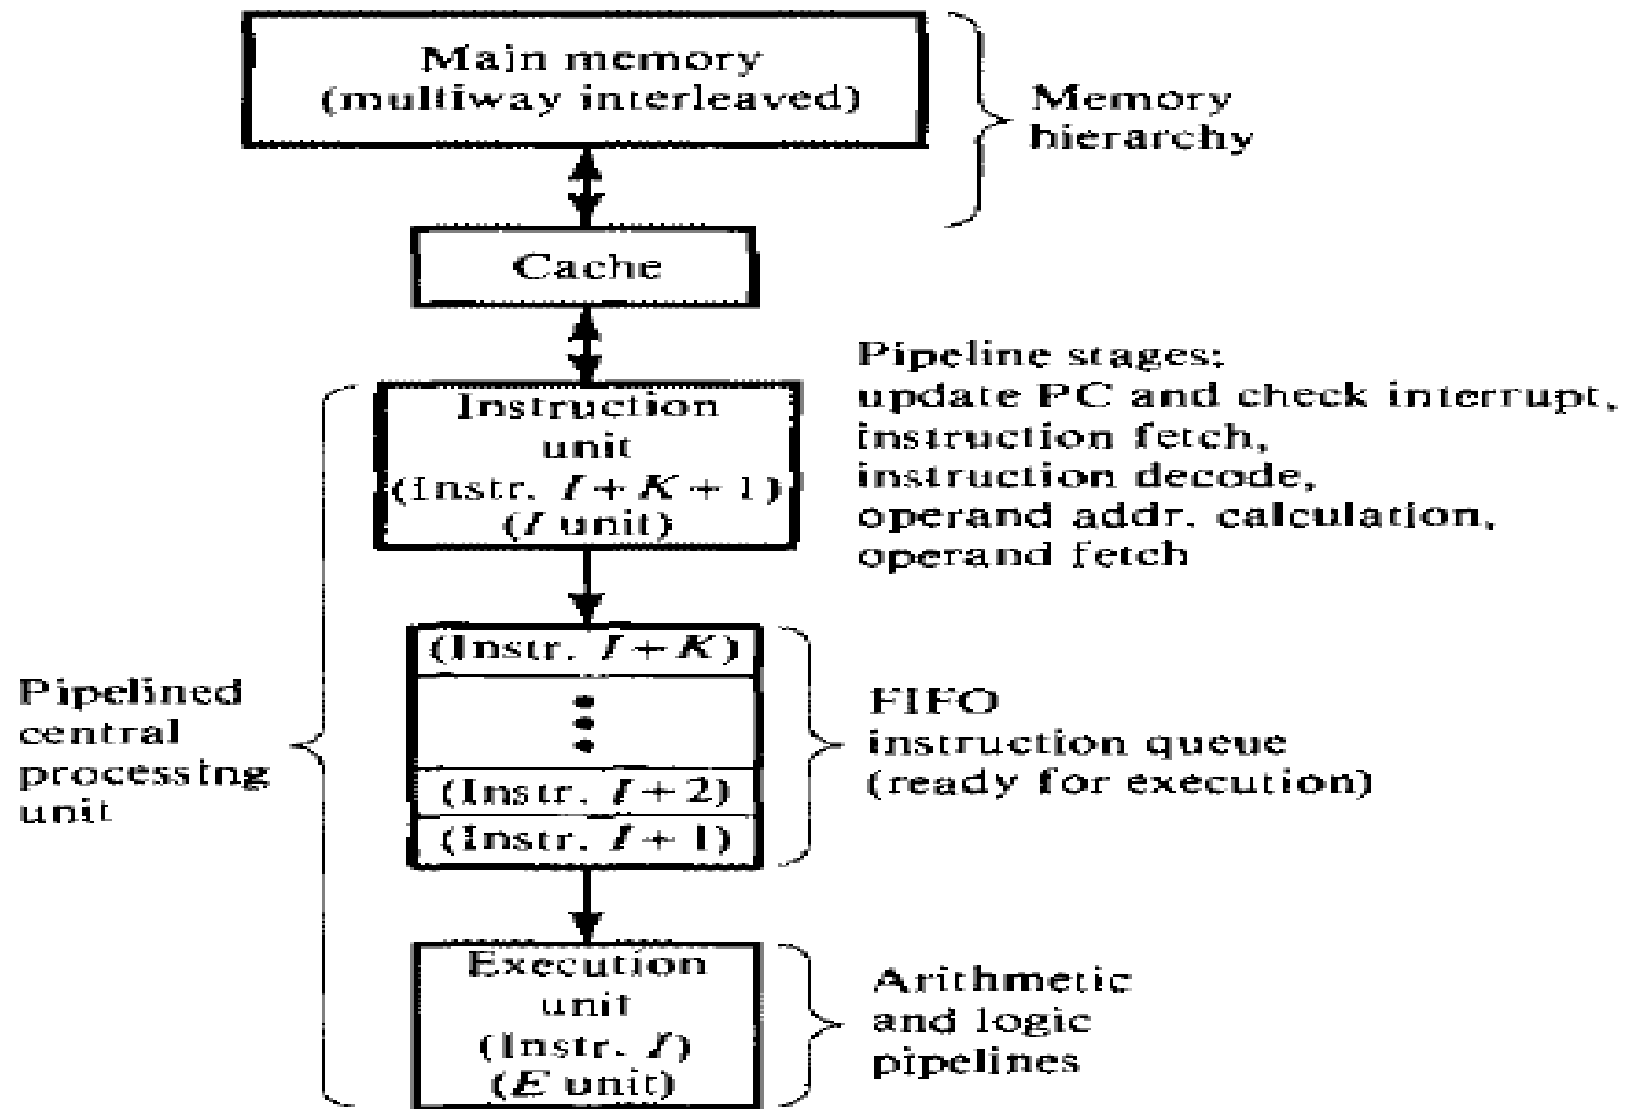 Main memory
(multiway interleaved)
Memory
hierarchy
Cache
Pipeline stages:
update PC and check interrupt,
instruction fetch,
instruction decode,
operand addr. calculation,
operand fetch
Instruction
unit
(Instr. I + K + 1)
(I unit)
(Instr. I + K)
(Instr. I + 2)
(Instr. I + 1)
FIFO
instruction queue
(ready for execution)
Pipelined
central
processing
unit
Execution
unit
(Instr. I)
(E unit)
Arithmetic
and logic
pipelines